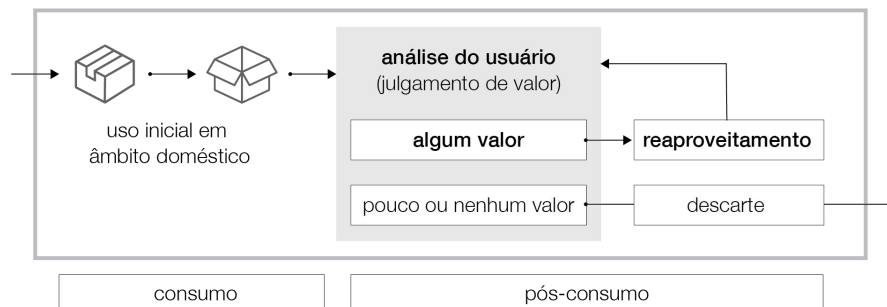 análise do usuário
(julgamento de valor)
uso inicial em
âmbito doméstico
algum valor
reaproveitamento
pouco ou nenhum valor
descarte
consumo
pós-consumo